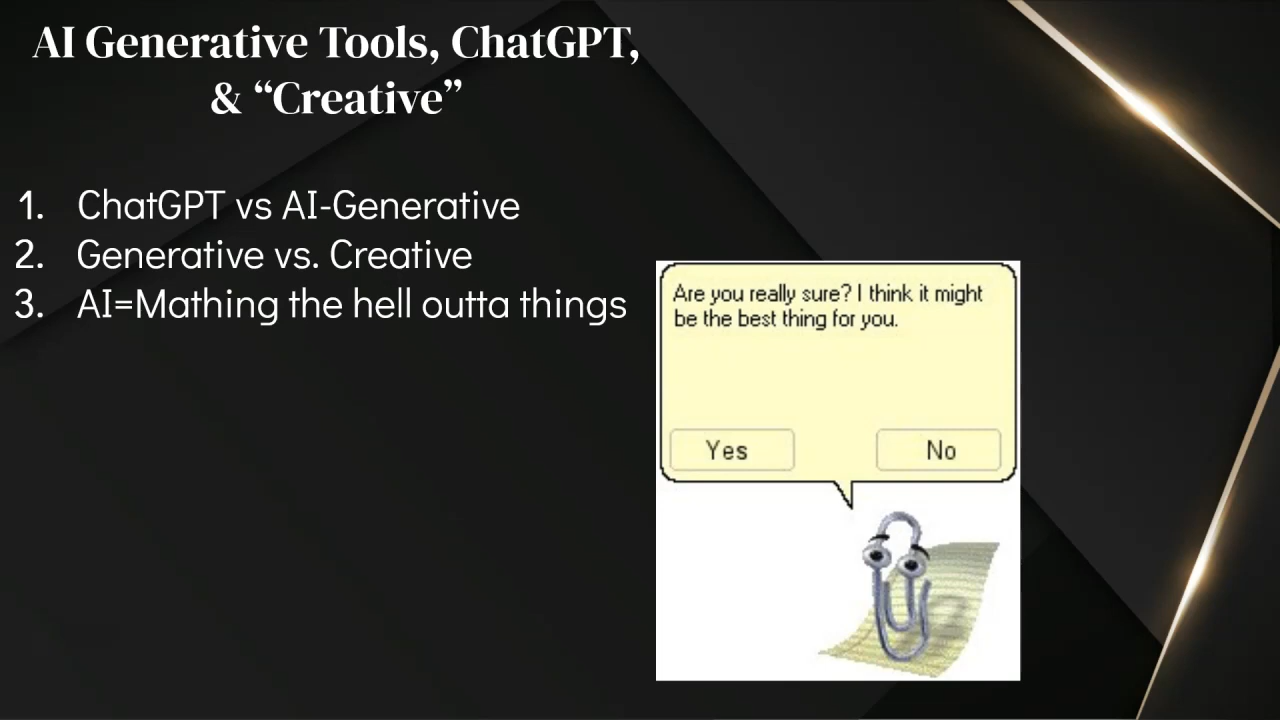 AI Generative Tools, ChatGPT,
& “Creative”
1. ChatGPT vs AI-Generative
2. Generative vs. Creative
3. AI=Mathing the hell outta things
Are you really sure? I think it might
be the best thing for you.
Yes
No